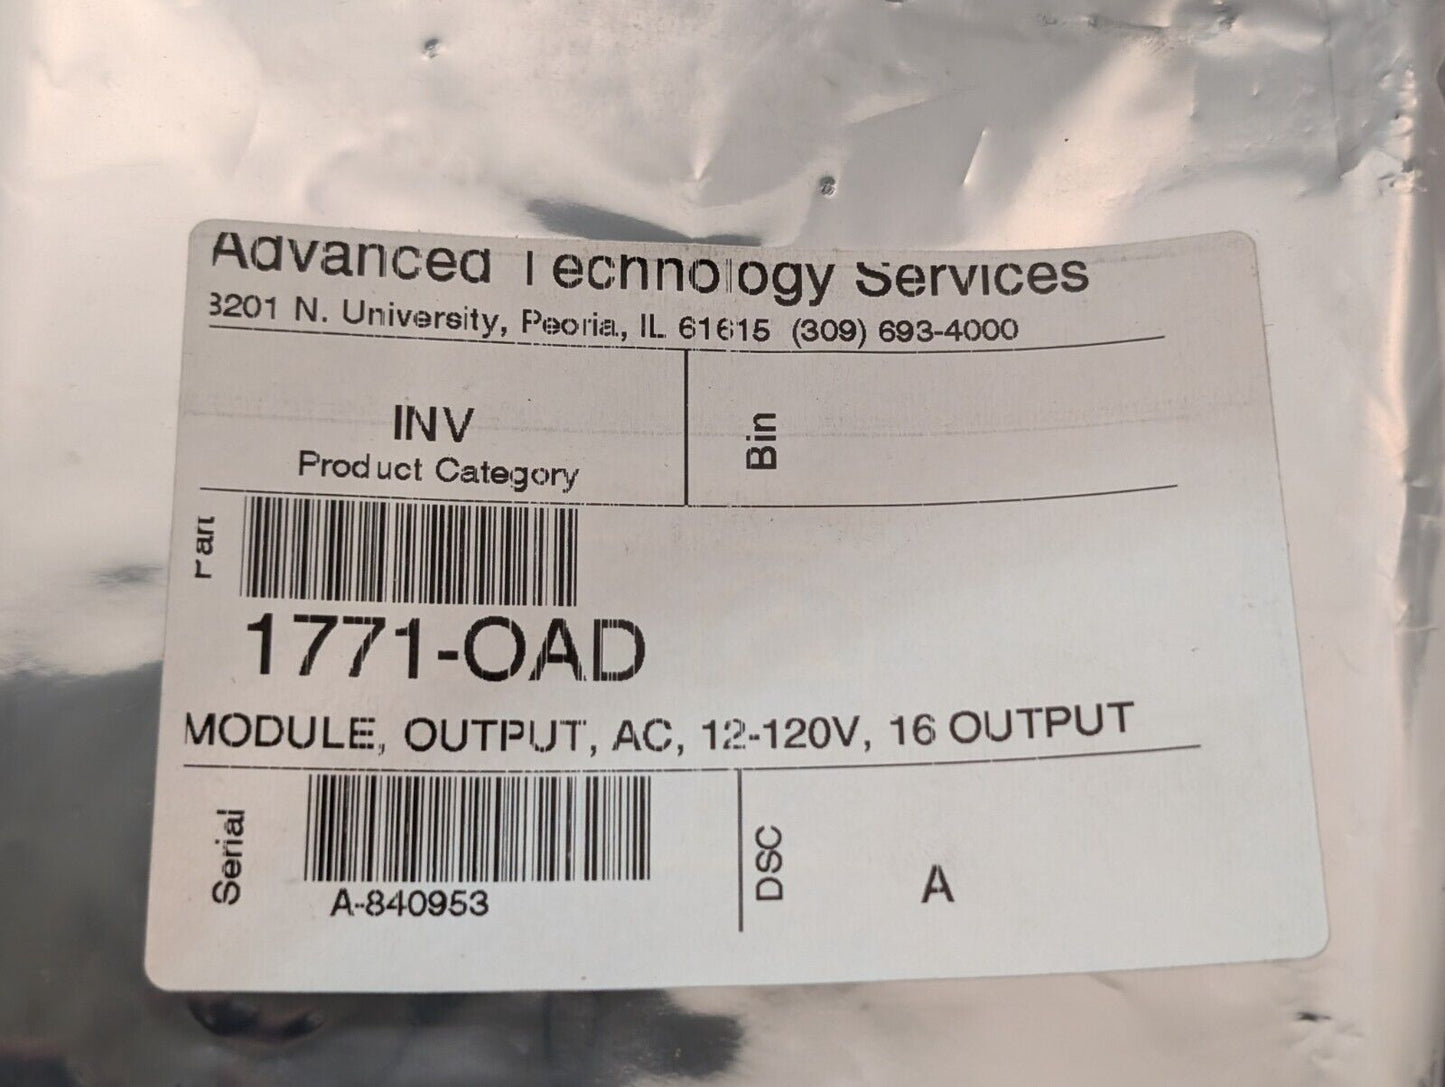 Advanced Technology Services
3201 N. University, Peoria, IL 61615 (309) 693-4000
INV
Product Category
Bin
Part
1771-OAD
MODULE, OUTPUT, AC, 12-120V, 16 OUTPUT
Serial
A-840953
DSC
A